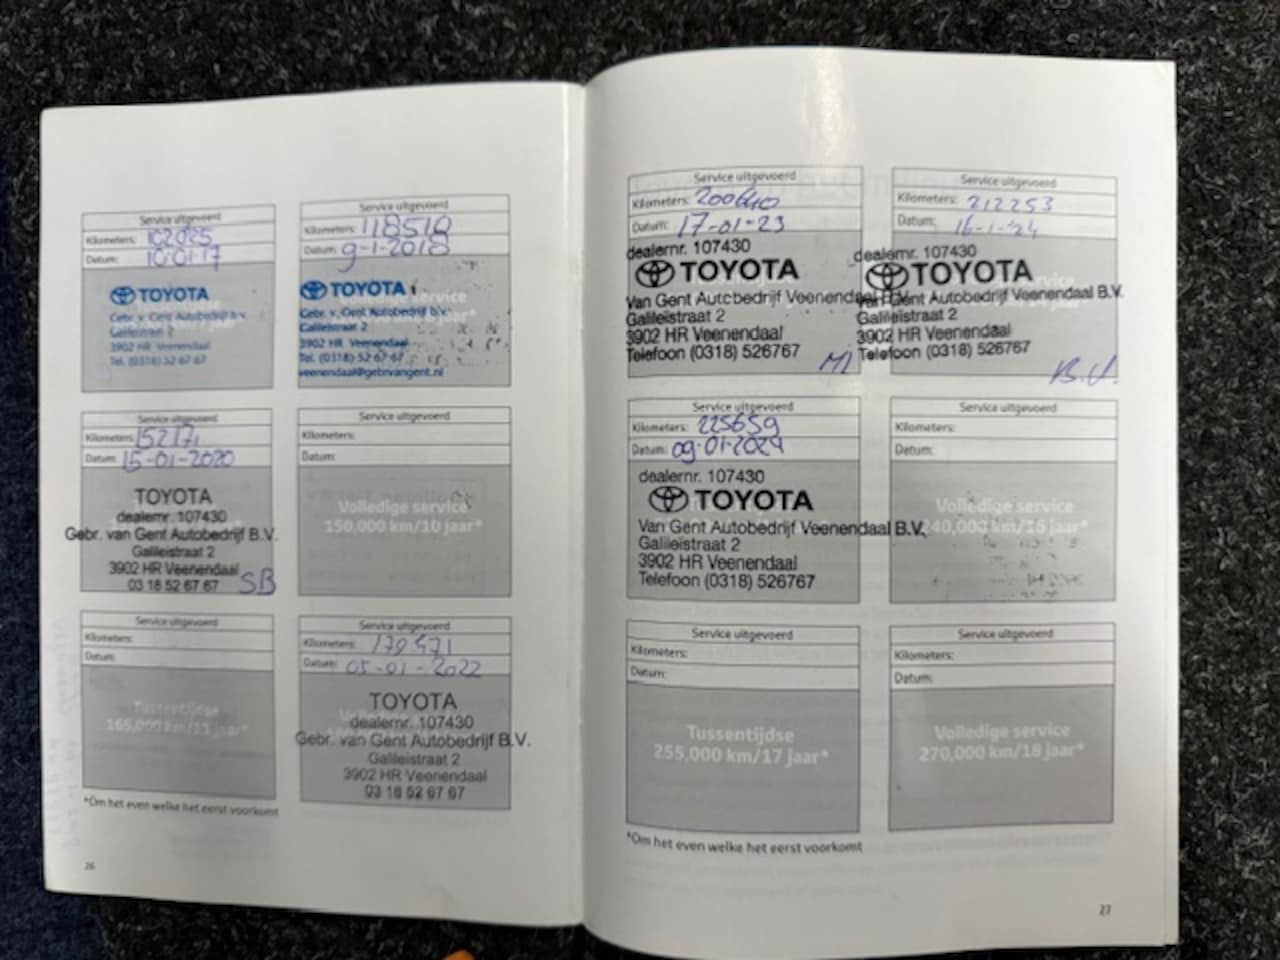 Service uitgevoerd
Kilometers: 102025
Datum: 10-01-17
TOYOTA
Gebr. v. Gent Autobedrijf b.v.
Galileistraat 2
3902 HR Veenendaal
Tel. (0318) 52 67 67
Service uitgevoerd
Kilometers: 118518
Datum: 9-1-2018
TOYOTA
Volledige service
Gebr. v. Gent Autobedrijf b.v.
Galileistraat 2
3902 HR Veenendaal
Tel. (0318) 52 67 67
veenendaal@gebrvangent.nl
Service uitgevoerd
Kilometers:
Datum: 15-01-2020
TOYOTA
dealernr. 107430
Gebr. van Gent Autobedrijf B.V.
Galileistraat 2
3902 HR Veenendaal
03 18 52 67 67 SB
Service uitgevoerd
Kilometers:
Datum:
Volledige service
150,000 km/10 jaar*
Service uitgevoerd
Kilometers:
Datum:
Tussentijdse
165,000 km/11 jaar*
Service uitgevoerd
Kilometers: 179571
Datum: 05-01-2022
TOYOTA
dealernr. 107430
Gebr. van Gent Autobedrijf B.V.
Galileistraat 2
3902 HR Veenendaal
03 18 52 67 67
*Om het even welke het eerst voorkomt
26
Service uitgevoerd
Kilometers:
Datum: 17-01-23
dealernr. 107430
TOYOTA
Van Gent Autobedrijf Veenendaal B.V.
Galileistraat 2
3902 HR Veenendaal
Telefoon (0318) 526767
Service uitgevoerd
Kilometers: 212253
Datum: 16-1-24
dealernr. 107430
TOYOTA
Van Gent Autobedrijf Veenendaal B.V.
Galileistraat 2
3902 HR Veenendaal
Telefoon (0318) 526767
Service uitgevoerd
Kilometers: 225659
Datum: 09-01-2024
dealernr. 107430
TOYOTA
Van Gent Autobedrijf Veenendaal B.V.
Galileistraat 2
3902 HR Veenendaal
Telefoon (0318) 526767
Service uitgevoerd
Kilometers:
Datum:
Volledige service
240,000 km/16 jaar*
Service uitgevoerd
Kilometers:
Datum:
Tussentijdse
255,000 km/17 jaar*
Service uitgevoerd
Kilometers:
Datum:
Volledige service
270,000 km/18 jaar*
*Om het even welke het eerst voorkomt
27